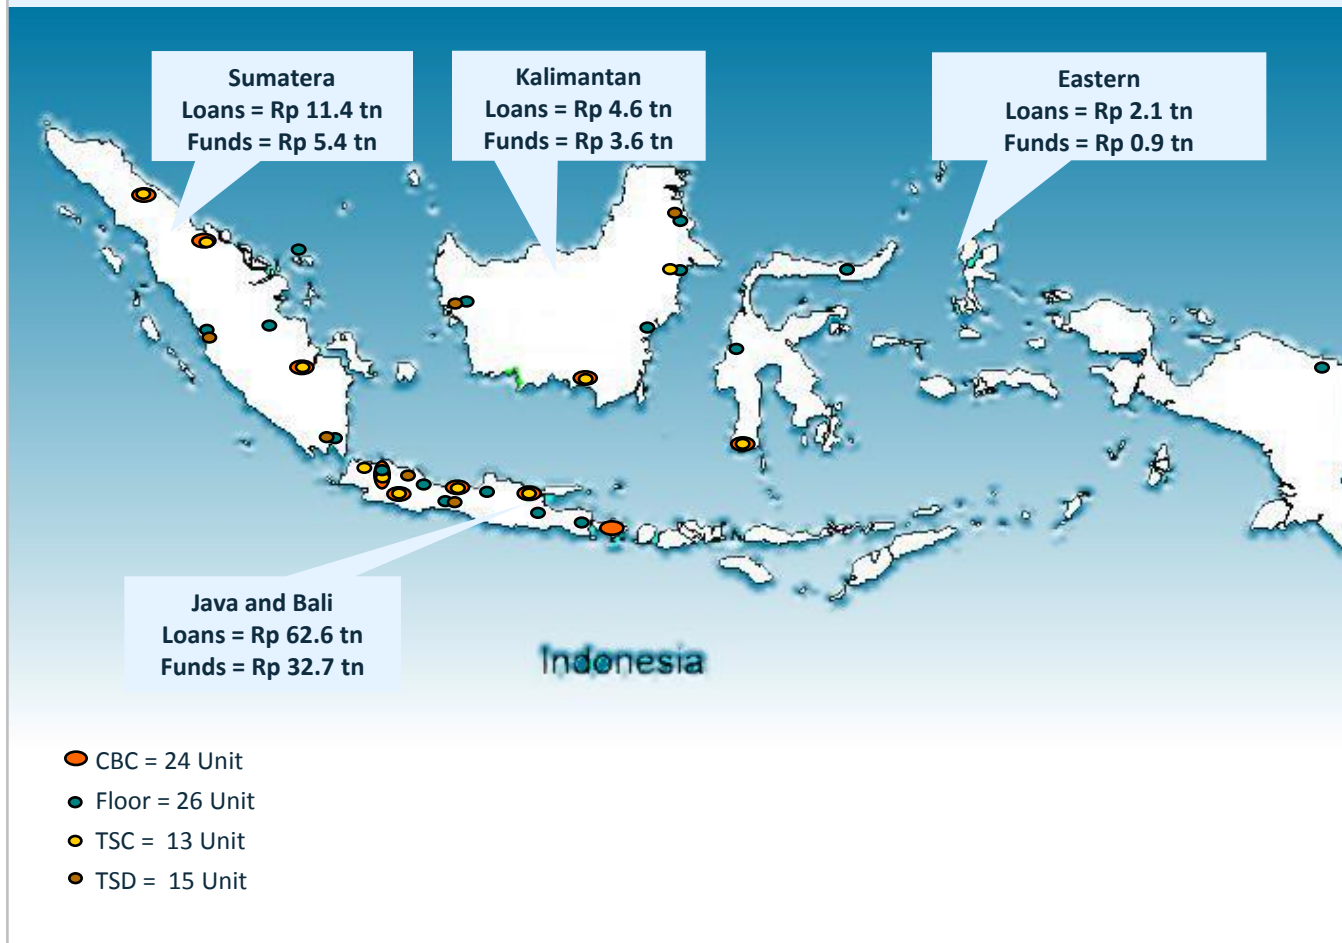 Sumatera
Loans = Rp 11.4 tn
Funds = Rp 5.4 tn
Kalimantan
Loans = Rp 4.6 tn
Funds = Rp 3.6 tn
Eastern
Loans = Rp 2.1 tn
Funds = Rp 0.9 tn
Java and Bali
Loans = Rp 62.6 tn
Funds = Rp 32.7 tn
Indonesia
CBC = 24 Unit
Floor = 26 Unit
TSC = 13 Unit
TSD = 15 Unit